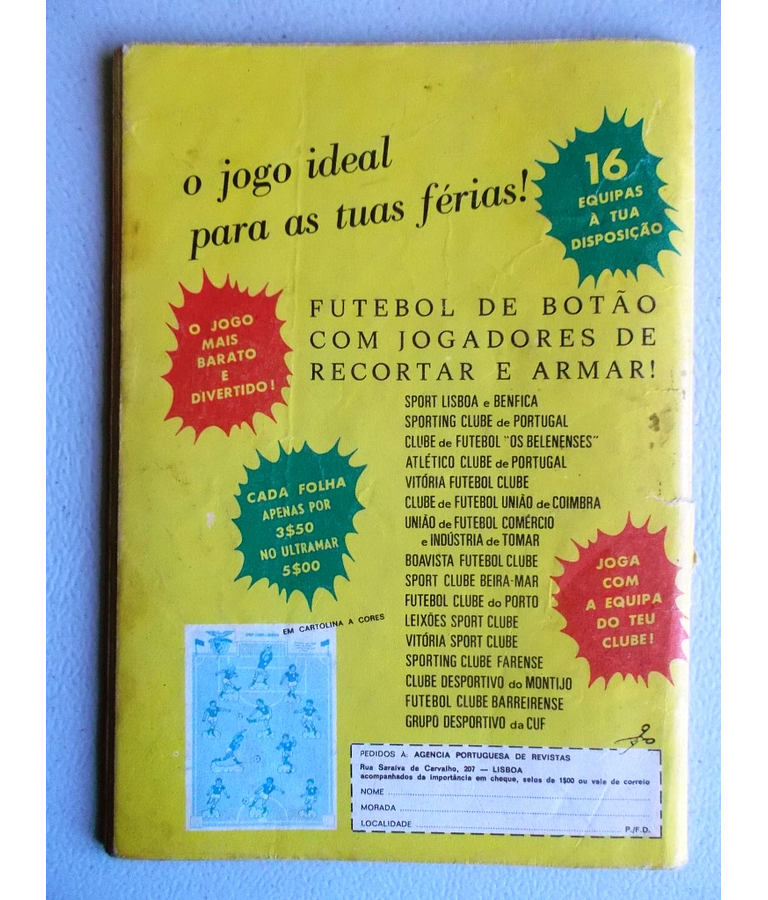 o jogo ideal
para as tuas férias!
16
EQUIPAS
À TUA
DISPOSIÇÃO
O JOGO
MAIS
BARATO
E
DIVERTIDO!
FUTEBOL DE BOTÃO
COM JOGADORES DE
RECORTAR E ARMAR!
SPORT LISBOA e BENFICA
SPORTING CLUBE de PORTUGAL
CLUBE de FUTEBOL "OS BELENENSES"
ATLÉTICO CLUBE de PORTUGAL
VITÓRIA FUTEBOL CLUBE
CLUBE de FUTEBOL UNIÃO de COIMBRA
UNIÃO de FUTEBOL COMÉRCIO
e INDÚSTRIA de TOMAR
BOAVISTA FUTEBOL CLUBE
SPORT CLUBE BEIRA-MAR
FUTEBOL CLUBE do PORTO
LEIXÕES SPORT CLUBE
VITÓRIA SPORT CLUBE
SPORTING CLUBE FARENSE
CLUBE DESPORTIVO do MONTIJO
FUTEBOL CLUBE BARREIRENSE
GRUPO DESPORTIVO da CUF
CADA FOLHA
APENAS POR
3$50
NO ULTRAMAR
5$00
JOGA
COM
A EQUIPA
DO TEU
CLUBE!
EM CARTOLINA A CORES
PEDIDOS À: AGENCIA PORTUGUESA DE REVISTAS
Rua Saraiva de Carvalho, 207 — LISBOA
acompanhados da importância em cheque, selos de 1$00 ou vale de correio
NOME
MORADA
LOCALIDADE P./F.D.